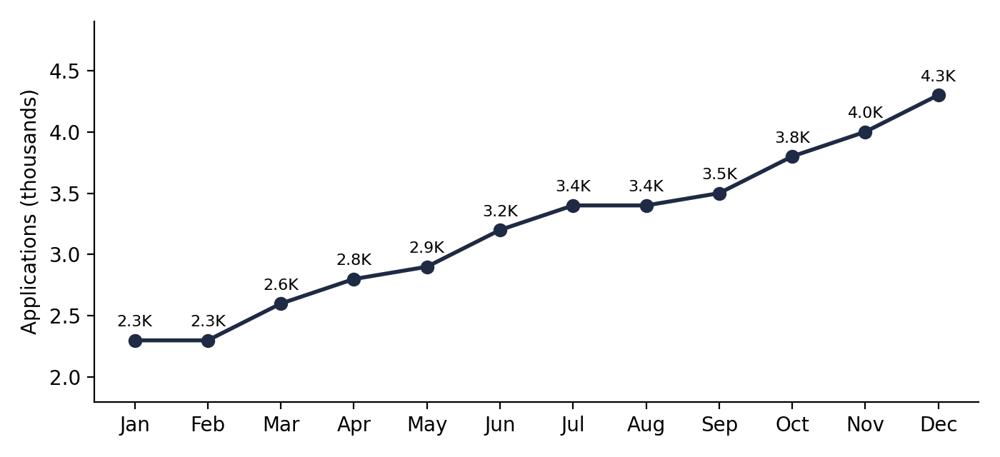 Applications (thousands)
4.5
4.0
3.5
3.0
2.5
2.0
2.3K
2.3K
2.6K
2.8K
2.9K
3.2K
3.4K
3.4K
3.5K
3.8K
4.0K
4.3K
Jan Feb Mar Apr May Jun Jul Aug Sep Oct Nov Dec